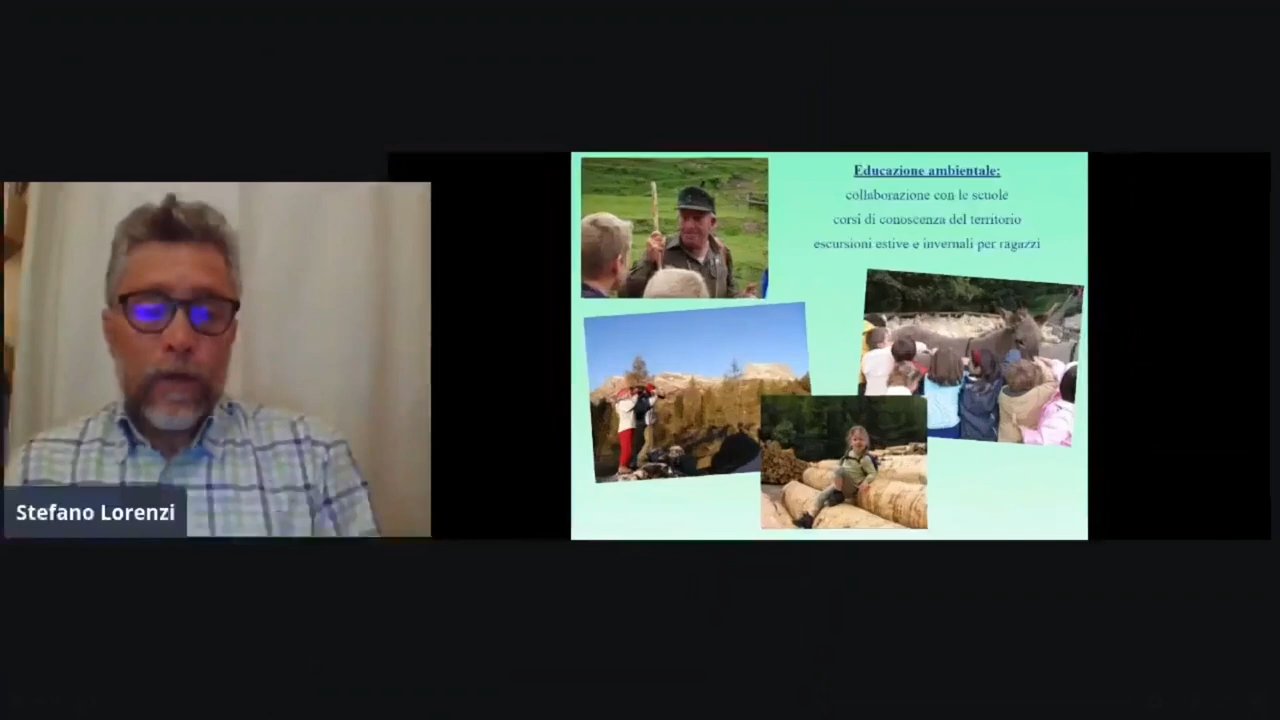 Educazione ambientale:
collaborazione con le scuole
corsi di conoscenza del territorio
escursioni estive e invernali per ragazzi
Stefano Lorenzi